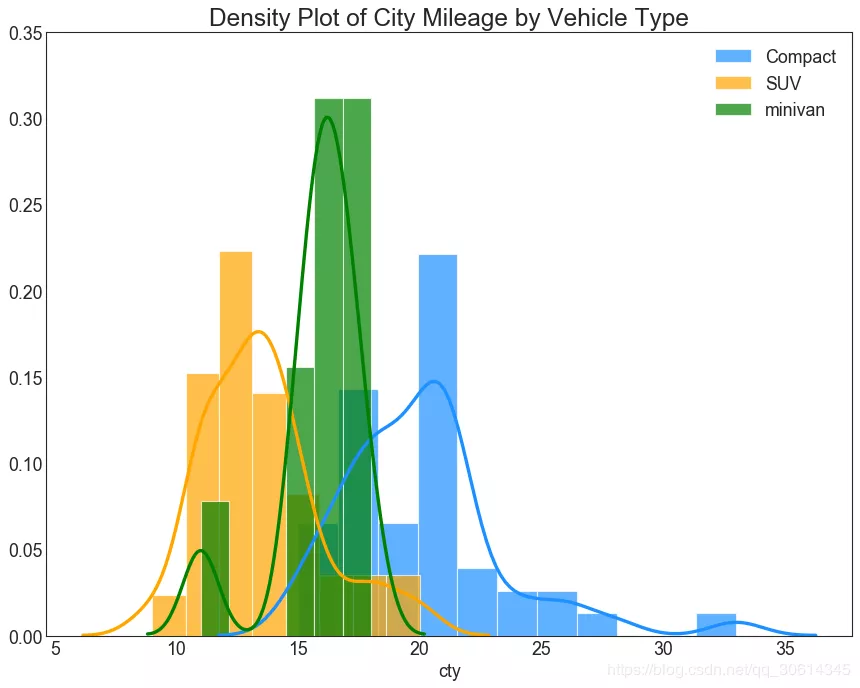 Density Plot of City Mileage by Vehicle Type
0.35
0.30
0.25
0.20
0.15
0.10
0.05
0.00
Compact
SUV
minivan
5 10 15 20 25 30 35
cty
https://blog.csdn.net/qq_30614345